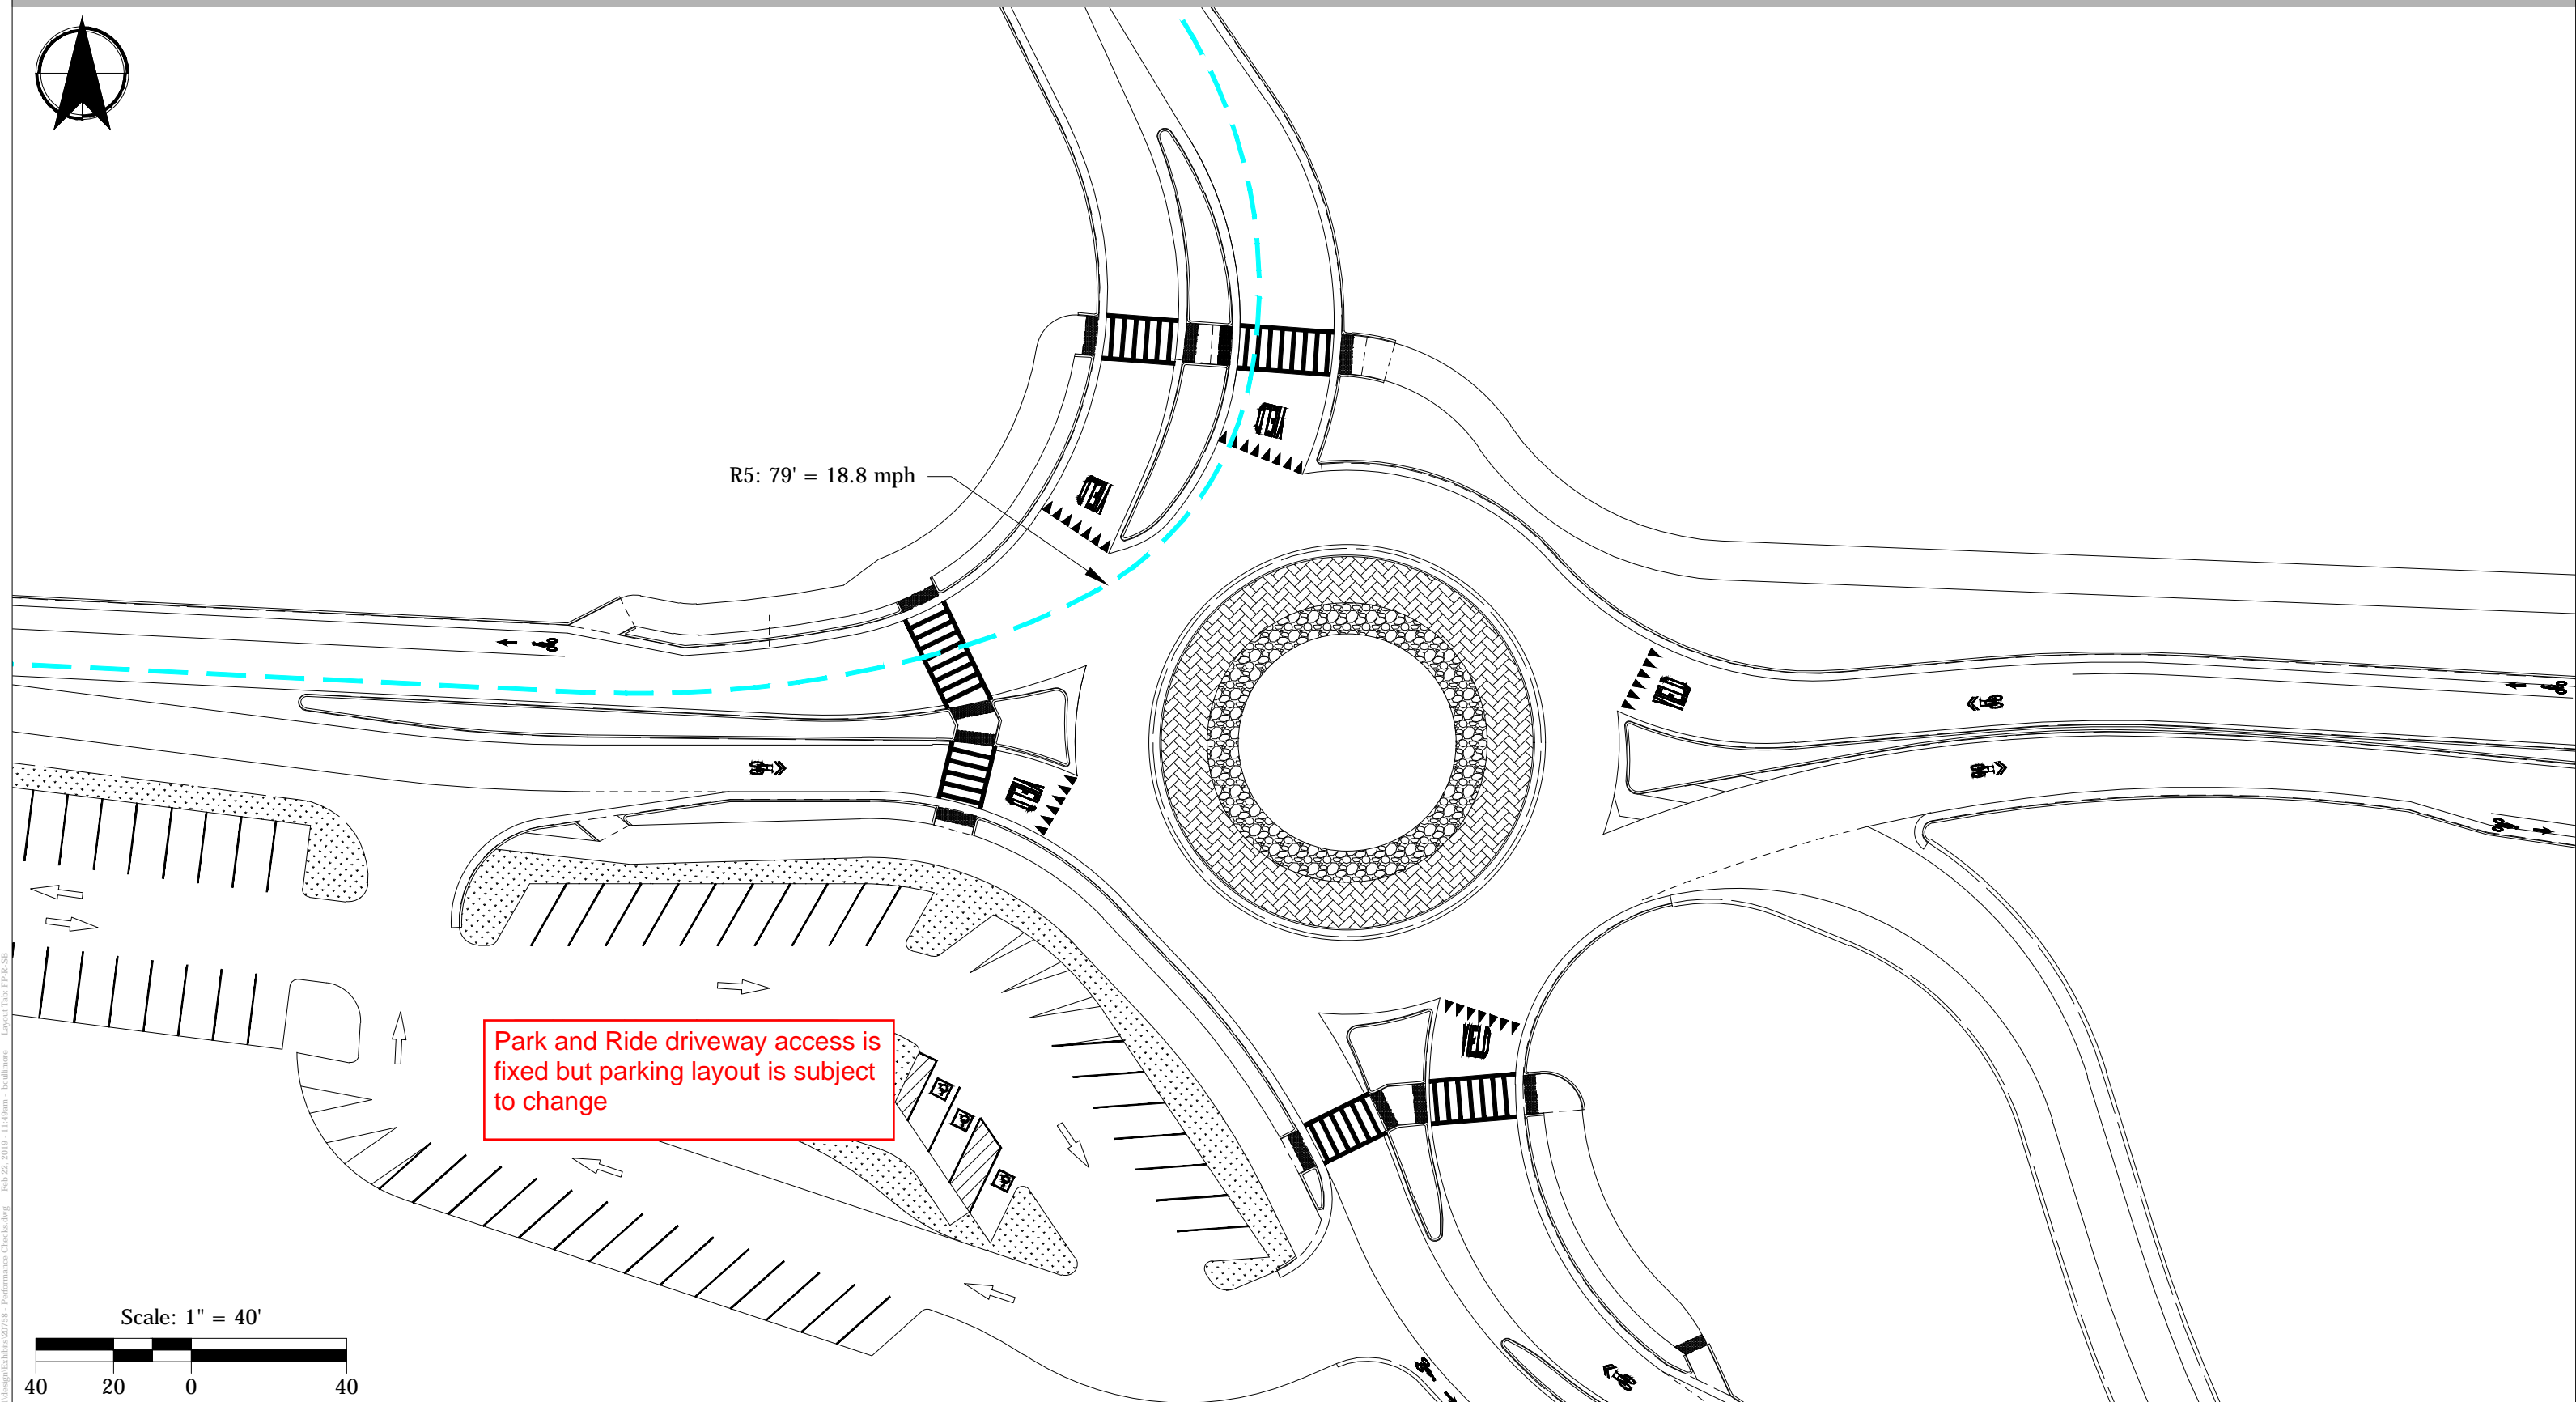 R5: 79' = 18.8 mph
YIELD
YIELD
YIELD
YIELD
YIELD
Park and Ride driveway access is
fixed but parking layout is subject
to change
Scale: 1" = 40'
40 20 0 40